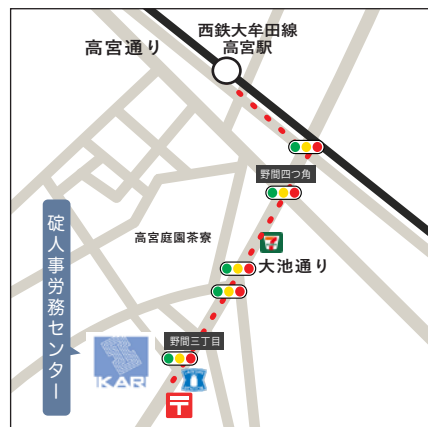 西鉄大牟田線
高宮駅
高宮通り
野間四つ角
高宮庭園茶寮
大池通り
野間三丁目
碇人事労務センター
IKARI